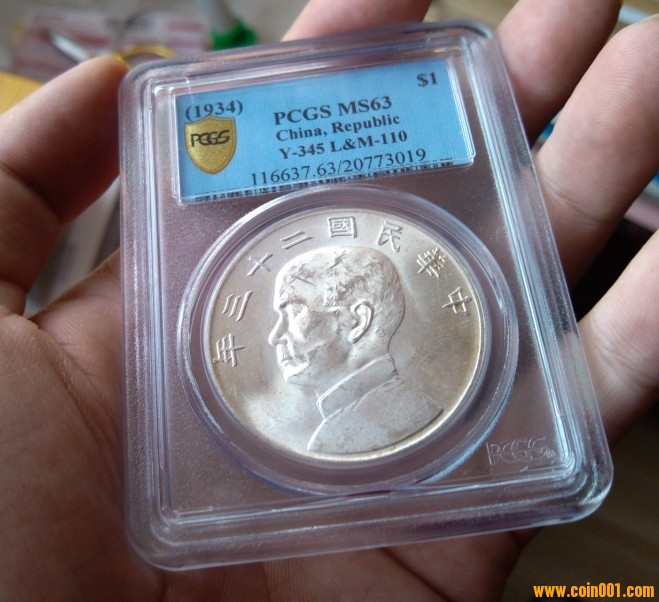 (1934)
$1
PCGS
PCGS MS63
China, Republic
Y-345 L&M-110
116637.63/20773019
年三十二國民華中
PCGS
www.coin001.com